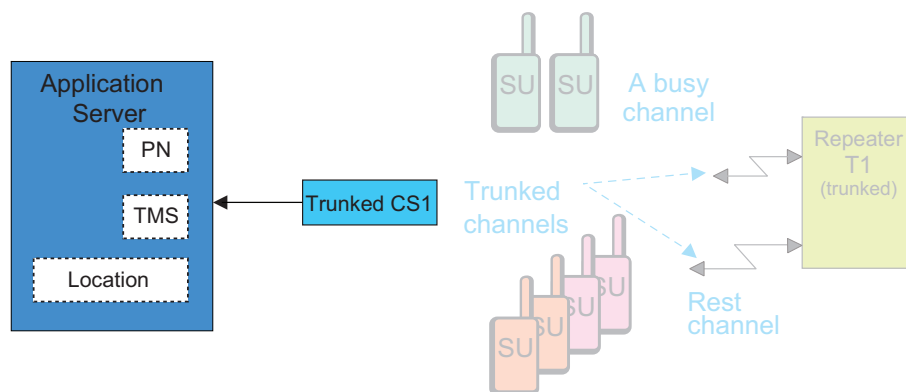 Application
Server
PN
TMS
Location
Trunked CS1
SU SU
A busy
channel
Trunked
channels
Repeater
T1
(trunked)
Rest
channel
SU
SU
SU
SU